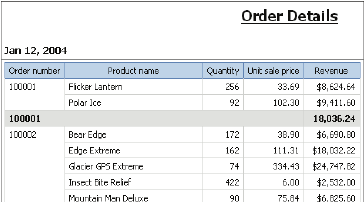 Order Details
Jan 12, 2004
Order number Product name Quantity Unit sale price Revenue
100001 Flicker Lantern 256 33.69 $8,624.64
Polar Ice 92 102.30 $9,411.60
100001 18,036.24
100002 Bear Edge 172 38.90 $6,690.80
Edge Extreme 162 111.31 $18,032.22
Glacier GPS Extreme 74 334.43 $24,747.82
Insect Bite Relief 422 6.00 $2,532.00
Mountain Man Deluxe 90 75.84 $6,825.60